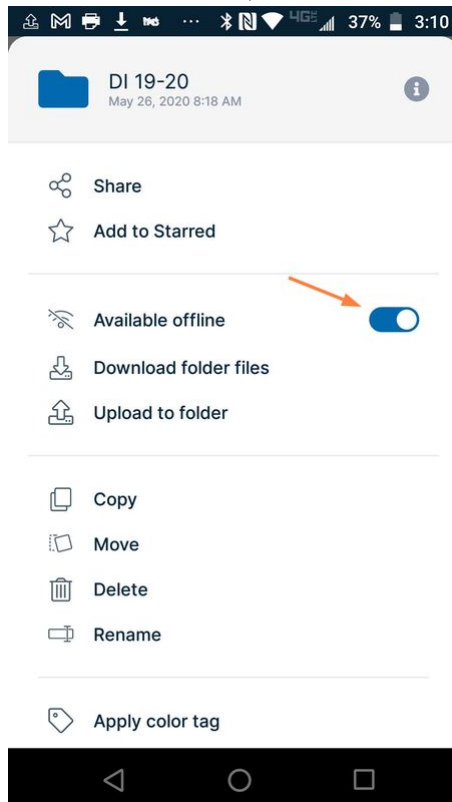 4G 37% 3:10
DI 19-20
May 26, 2020 8:18 AM
Share
Add to Starred
Available offline
Download folder files
Upload to folder
Copy
Move
Delete
Rename
Apply color tag